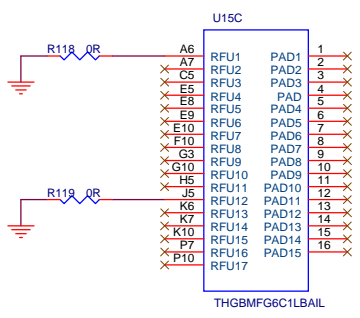 U15C
R118 0R A6 RFU1 PAD1 1
A7 RFU2 PAD2 2
C5 RFU3 PAD3 3
E5 RFU4 PAD 4
E8 RFU5 PAD4 5
E9 RFU6 PAD5 6
E10 RFU7 PAD6 7
F10 RFU8 PAD7 8
G3 RFU9 PAD8 9
G10 RFU10 PAD9 10
H5 RFU11 PAD10 11
R119 0R J5 RFU12 PAD11 12
K6 RFU13 PAD12 13
K7 RFU14 PAD13 14
K10 RFU15 PAD14 15
P7 RFU16 PAD15 16
P10 RFU17
THGBMFG6C1LBAIL